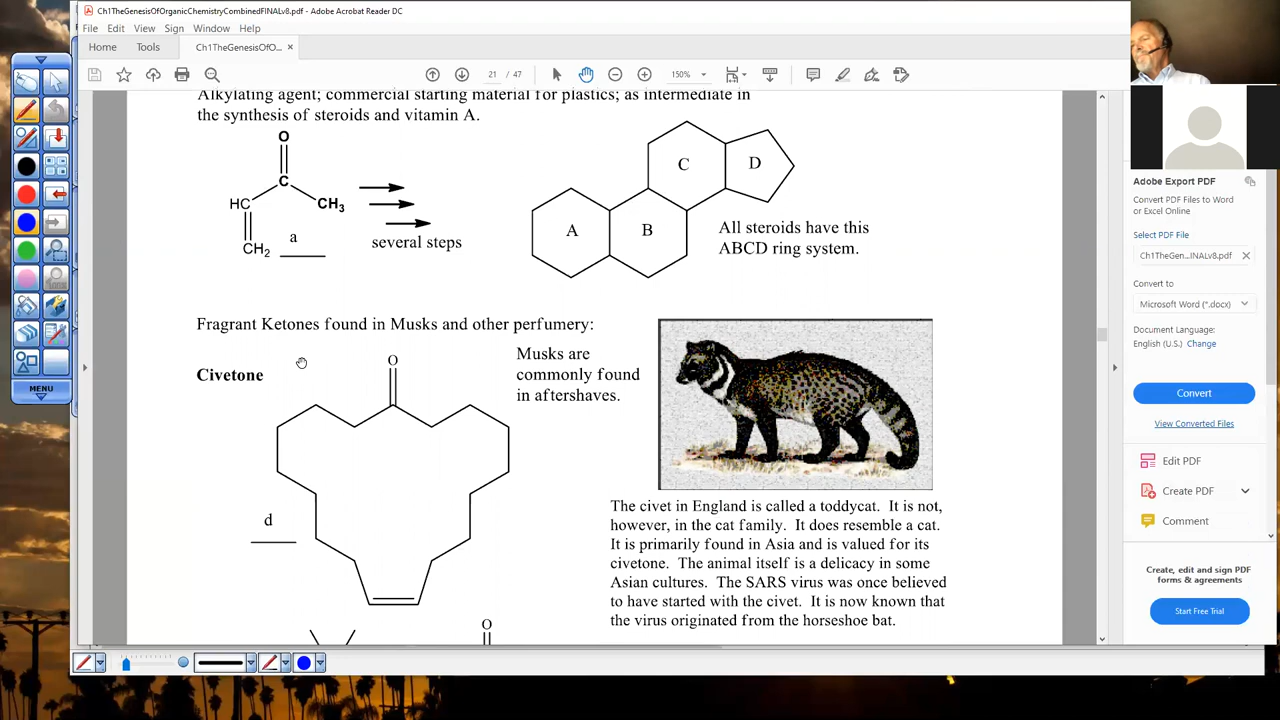 Ch1TheGenesisOfOrganicChemistryCombinedFINALv8.pdf - Adobe Acrobat Reader DC
File Edit View Sign Window Help
Home Tools Ch1TheGenesisOfO... ×
21 / 47 150%
Alkylating agent; commercial starting material for plastics; as intermediate in
the synthesis of steroids and vitamin A.
O
C
HC CH3
CH2
a
several steps
A B C D
All steroids have this
ABCD ring system.
Fragrant Ketones found in Musks and other perfumery:
Civetone
O
d
Musks are
commonly found
in aftershaves.
The civet in England is called a toddycat. It is not,
however, in the cat family. It does resemble a cat.
It is primarily found in Asia and is valued for its
civetone. The animal itself is a delicacy in some
Asian cultures. The SARS virus was once believed
to have started with the civet. It is now known that
the virus originated from the horseshoe bat.
O
MENU
Adobe Export PDF
Convert PDF Files to Word
or Excel Online
Select PDF File
Ch1TheGen...INALv8.pdf ×
Convert to
Microsoft Word (*.docx)
Document Language:
English (U.S.) Change
Convert
View Converted Files
Edit PDF
Create PDF
Comment
Create, edit and sign PDF
forms & agreements
Start Free Trial